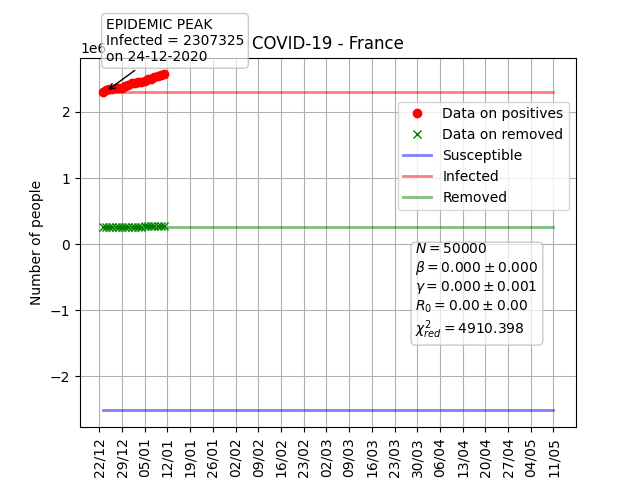 EPIDEMIC PEAK
Infected = 2307325
on 24-12-2020
COVID-19 - France
1e6
Data on positives
Data on removed
Susceptible
Infected
Removed
N = 50000
β = 0.000 ± 0.000
γ = 0.000 ± 0.001
R₀ = 0.00 ± 0.00
χ²red = 4910.398
Number of people
2
1
0
−1
−2
22/12
29/12
05/01
12/01
19/01
26/01
02/02
09/02
16/02
23/02
02/03
09/03
16/03
23/03
30/03
06/04
13/04
20/04
27/04
04/05
11/05